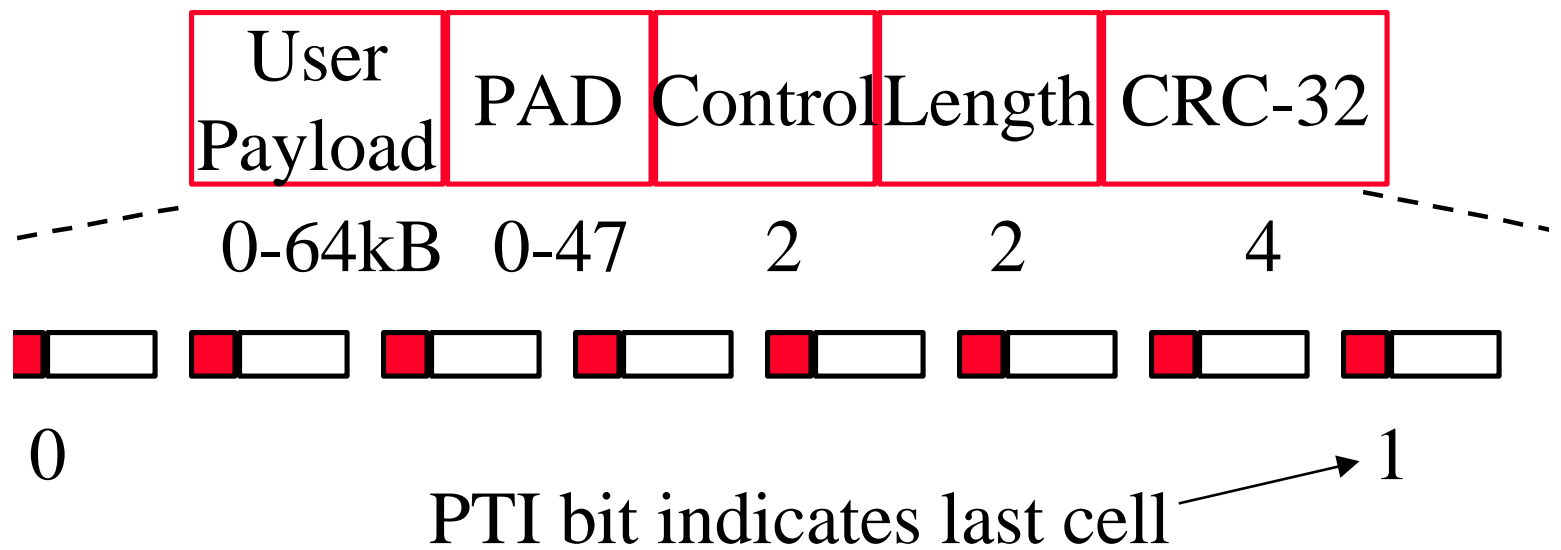 User
Payload
PAD
Control
Length
CRC-32
0-64kB
0-47
2
2
4
0
1
PTI bit indicates last cell